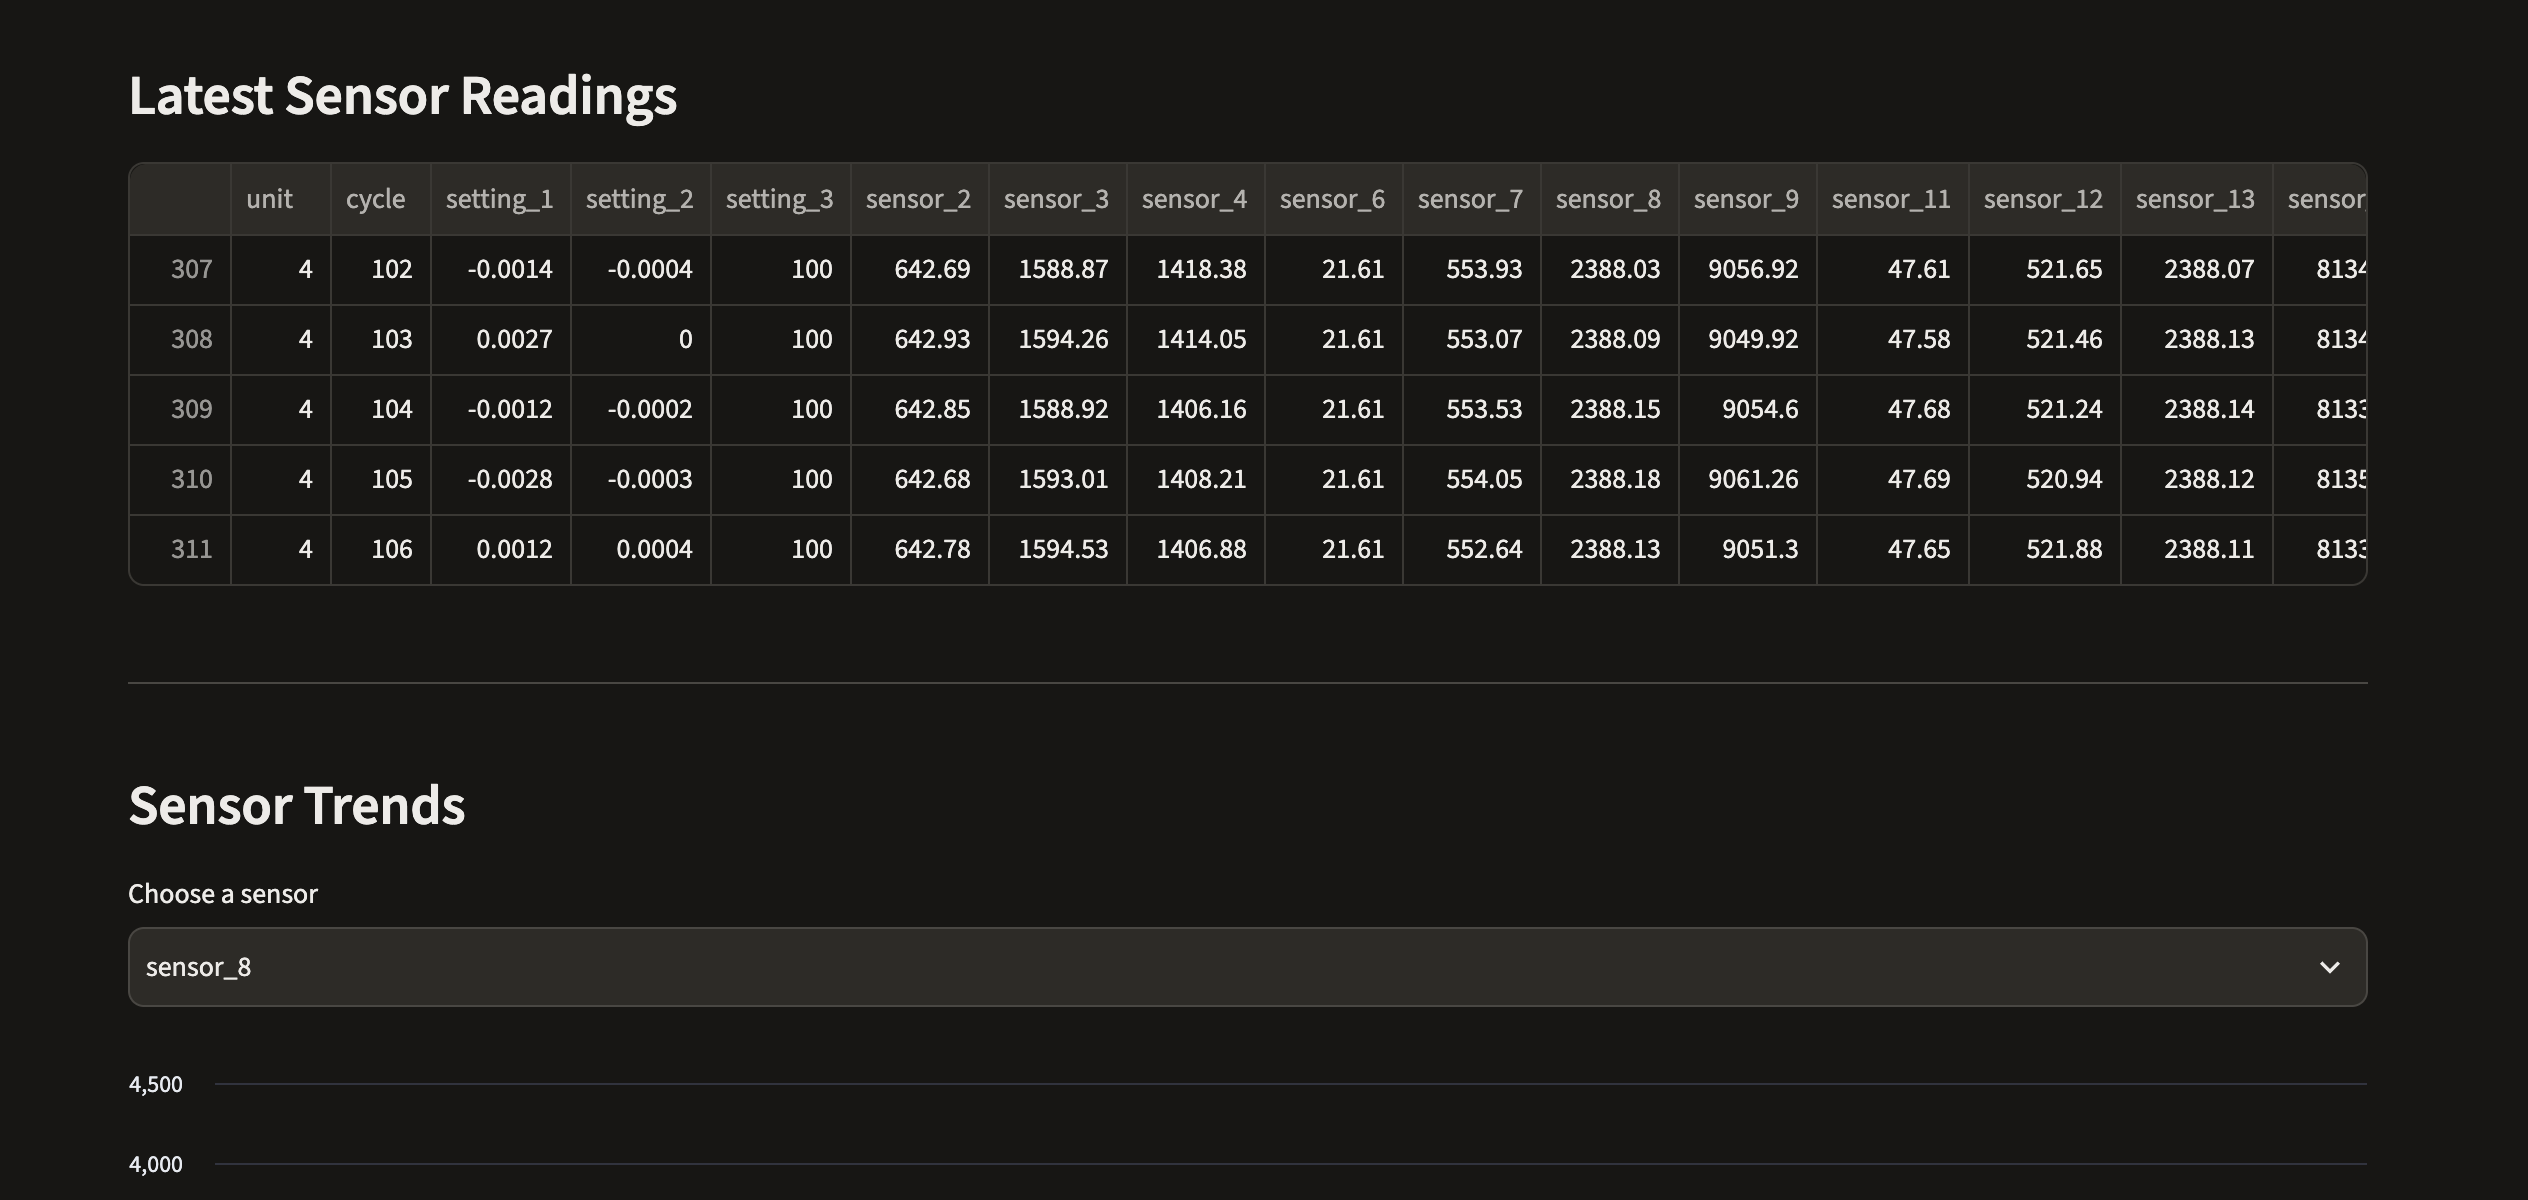 Latest Sensor Readings
unit cycle setting_1 setting_2 setting_3 sensor_2 sensor_3 sensor_4 sensor_6 sensor_7 sensor_8 sensor_9 sensor_11 sensor_12 sensor_13 sensor_
307 4 102 -0.0014 -0.0004 100 642.69 1588.87 1418.38 21.61 553.93 2388.03 9056.92 47.61 521.65 2388.07 8134
308 4 103 0.0027 0 100 642.93 1594.26 1414.05 21.61 553.07 2388.09 9049.92 47.58 521.46 2388.13 8134
309 4 104 -0.0012 -0.0002 100 642.85 1588.92 1406.16 21.61 553.53 2388.15 9054.6 47.68 521.24 2388.14 8133
310 4 105 -0.0028 -0.0003 100 642.68 1593.01 1408.21 21.61 554.05 2388.18 9061.26 47.69 520.94 2388.12 8135
311 4 106 0.0012 0.0004 100 642.78 1594.53 1406.88 21.61 552.64 2388.13 9051.3 47.65 521.88 2388.11 8133
Sensor Trends
Choose a sensor
sensor_8
4,500
4,000